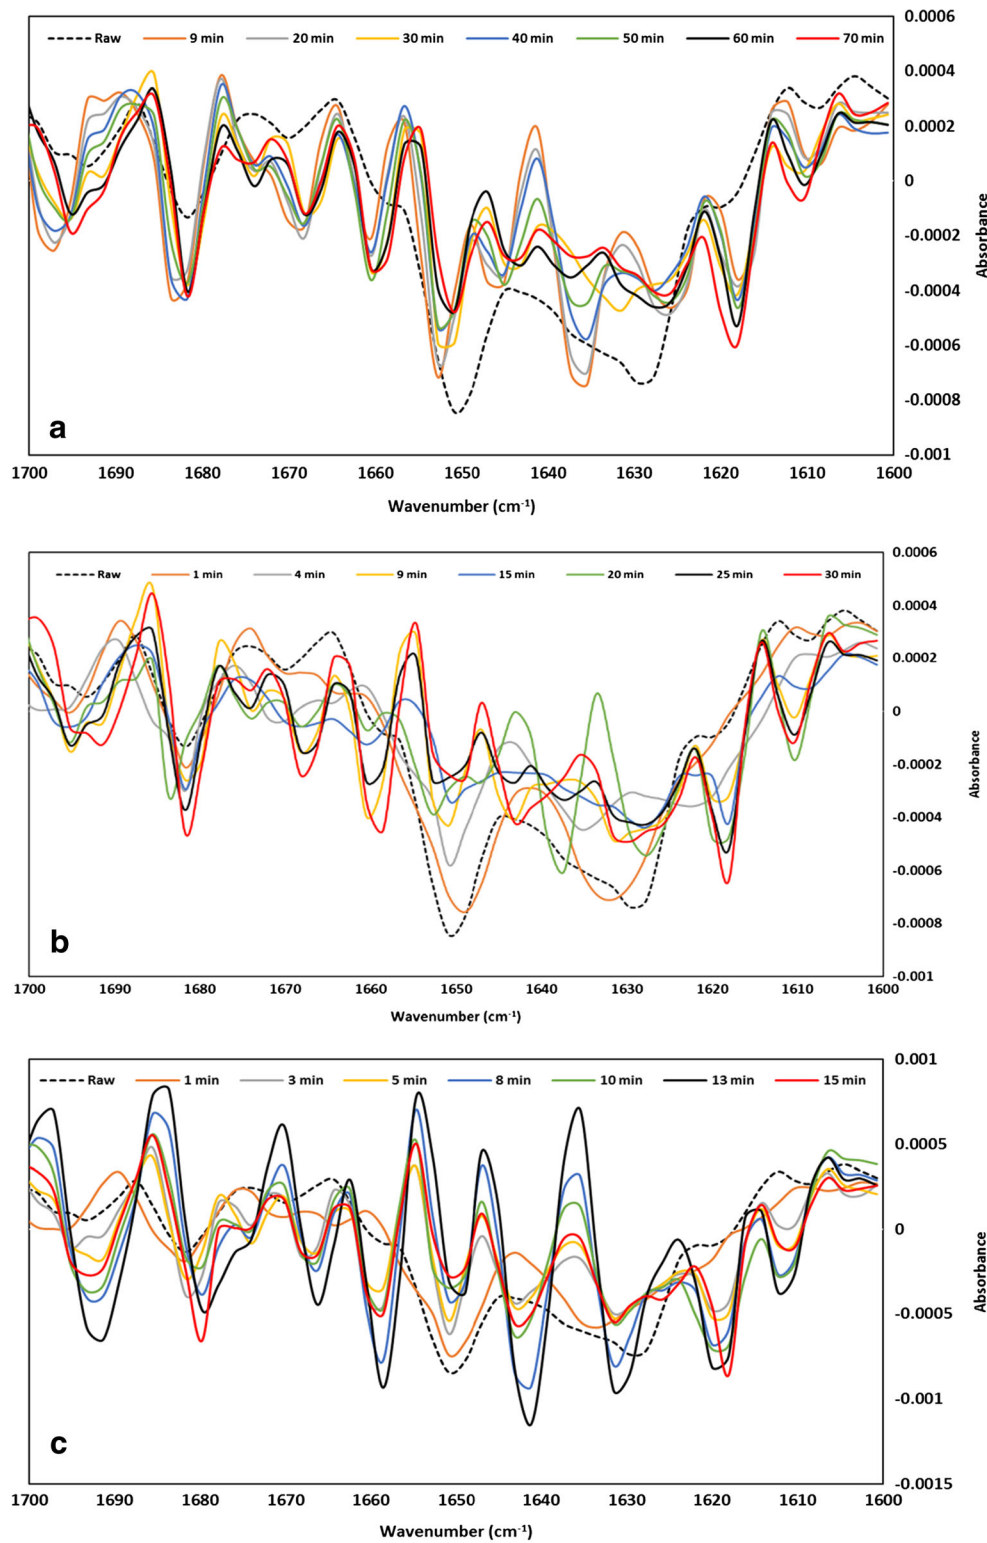 0.0006
Raw 9 min 20 min 30 min 40 min 50 min 60 min 70 min
0.0004
0.0002
0
-0.0002
-0.0004
-0.0006
-0.0008
-0.001
Absorbance
a
1700 1690 1680 1670 1660 1650 1640 1630 1620 1610 1600
Wavenumber (cm-1)
0.0006
Raw 1 min 4 min 9 min 15 min 20 min 25 min 30 min
0.0004
0.0002
0
-0.0002
-0.0004
-0.0006
-0.0008
-0.001
Absorbance
b
1700 1690 1680 1670 1660 1650 1640 1630 1620 1610 1600
Wavenumber (cm-1)
0.001
Raw 1 min 3 min 5 min 8 min 10 min 13 min 15 min
0.0005
0
-0.0005
-0.001
-0.0015
Absorbance
c
1700 1690 1680 1670 1660 1650 1640 1630 1620 1610 1600
Wavenumber (cm-1)